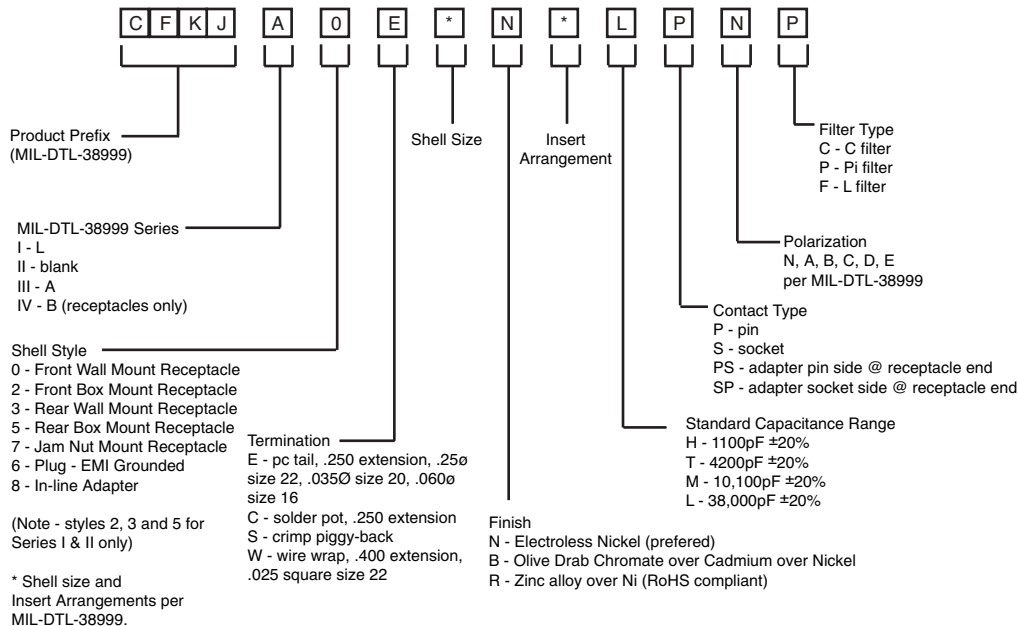 C F K J A 0 E * N * L P N P
Product Prefix
(MIL-DTL-38999)
Shell Size
Insert
Arrangement
Filter Type
C - C filter
P - Pi filter
F - L filter
MIL-DTL-38999 Series
I - L
II - blank
III - A
IV - B (receptacles only)
Polarization
N, A, B, C, D, E
per MIL-DTL-38999
Contact Type
P - pin
S - socket
PS - adapter pin side @ receptacle end
SP - adapter socket side @ receptacle end
Shell Style
0 - Front Wall Mount Receptacle
2 - Front Box Mount Receptacle
3 - Rear Wall Mount Receptacle
5 - Rear Box Mount Receptacle
7 - Jam Nut Mount Receptacle
6 - Plug - EMI Grounded
8 - In-line Adapter
(Note - styles 2, 3 and 5 for
Series I & II only)
* Shell size and
Insert Arrangements per
MIL-DTL-38999.
Termination
E - pc tail, .250 extension, .25ø
size 22, .035Ø size 20, .060ø
size 16
C - solder pot, .250 extension
S - crimp piggy-back
W - wire wrap, .400 extension,
.025 square size 22
Standard Capacitance Range
H - 1100pF ±20%
T - 4200pF ±20%
M - 10,100pF ±20%
L - 38,000pF ±20%
Finish
N - Electroless Nickel (prefered)
B - Olive Drab Chromate over Cadmium over Nickel
R - Zinc alloy over Ni (RoHS compliant)